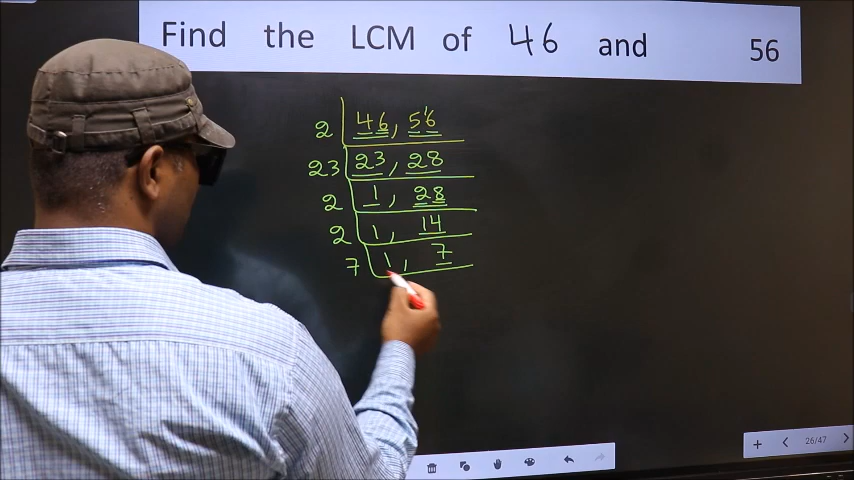 Find the LCM of 46 and 56
2 46, 56
23 23, 28
2 1, 28
2 1, 14
7 1, 7
26/47